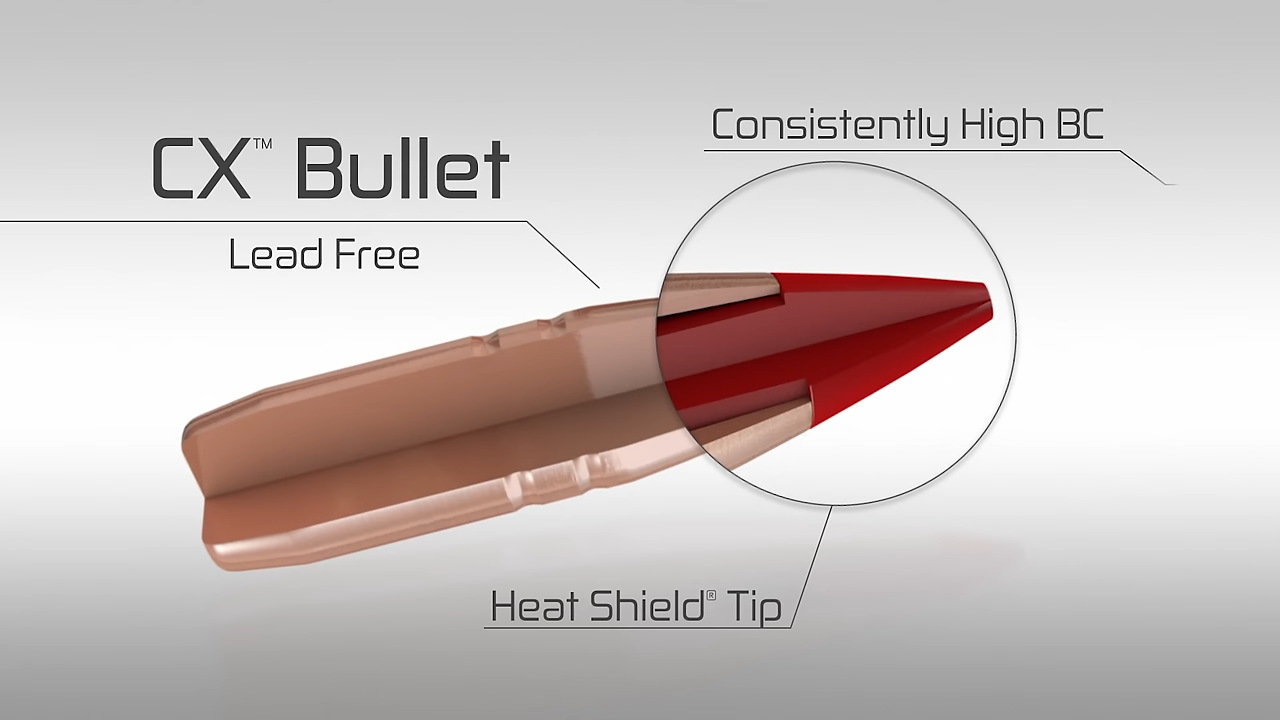 CX™ Bullet
Lead Free
Consistently High BC
Heat Shield® Tip